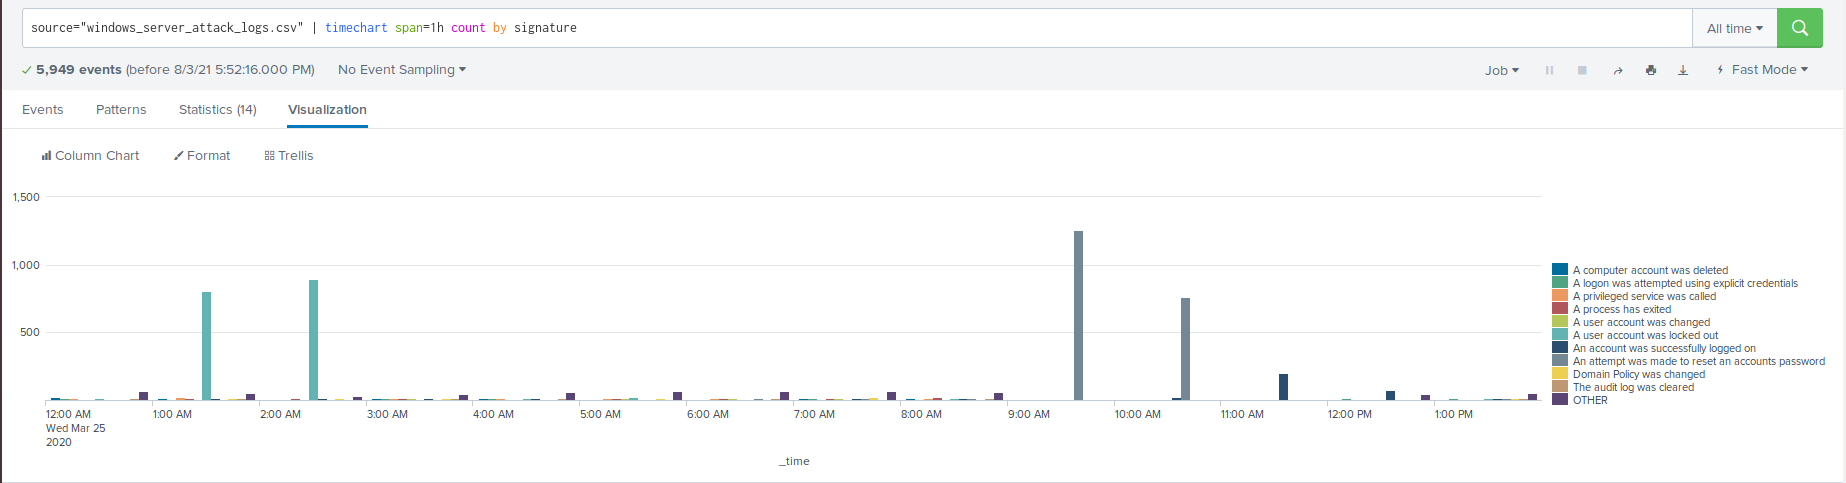 source="windows_server_attack_logs.csv" | timechart span=1h count by signature
All time
5,949 events (before 8/3/21 5:52:16.000 PM)
No Event Sampling
Job
Fast Mode
Events
Patterns
Statistics (14)
Visualization
Column Chart
Format
Trellis
1,500
1,000
500
12:00 AM
Wed Mar 25
2020
1:00 AM
2:00 AM
3:00 AM
4:00 AM
5:00 AM
6:00 AM
7:00 AM
8:00 AM
9:00 AM
10:00 AM
11:00 AM
12:00 PM
1:00 PM
_time
A computer account was deleted
A logon was attempted using explicit credentials
A privileged service was called
A process has exited
A user account was changed
A user account was locked out
An account was successfully logged on
An attempt was made to reset an accounts password
Domain Policy was changed
The audit log was cleared
OTHER